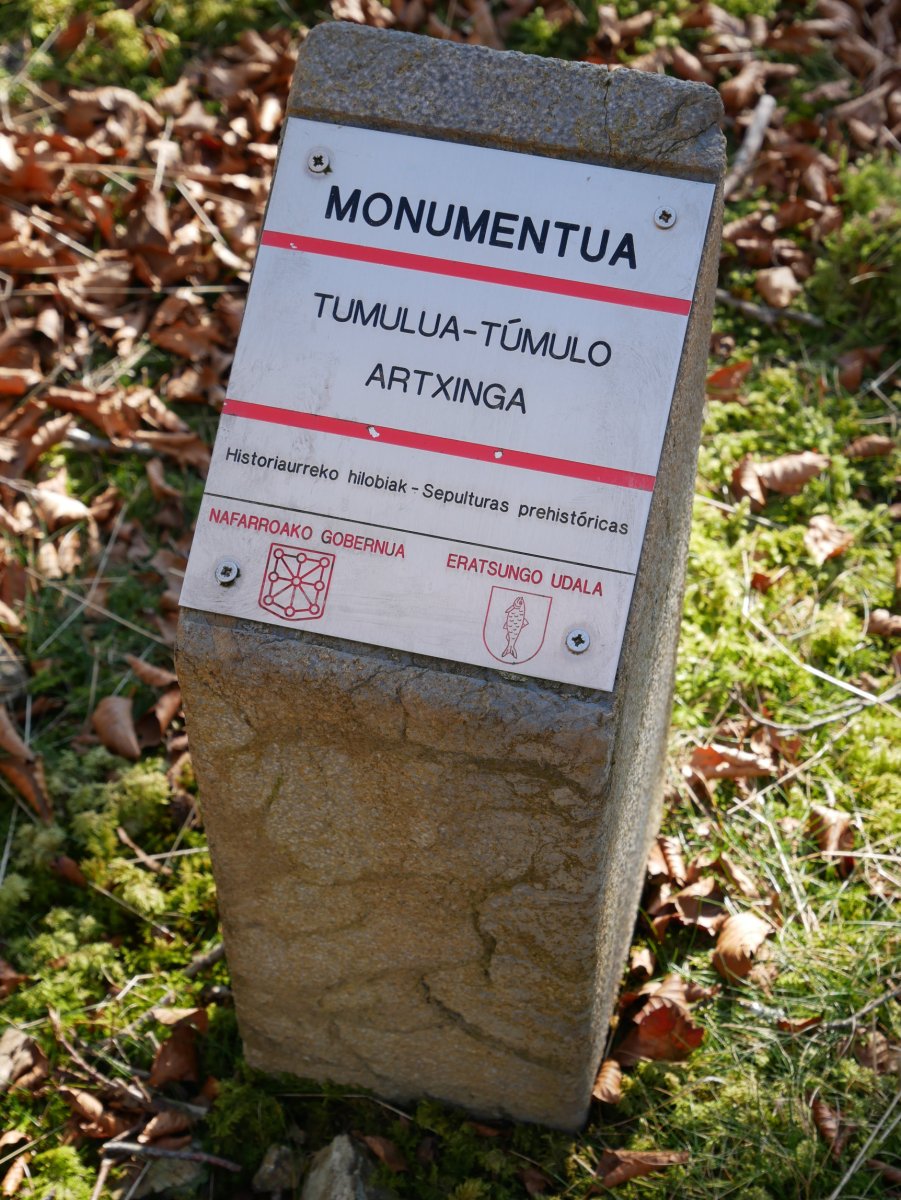 MONUMENTUA
TUMULUA-TÚMULO
ARTXINGA
Historiaurreko hilobiak - Sepulturas prehistóricas
NAFARROAKO GOBERNUA
ERATSUNGO UDALA